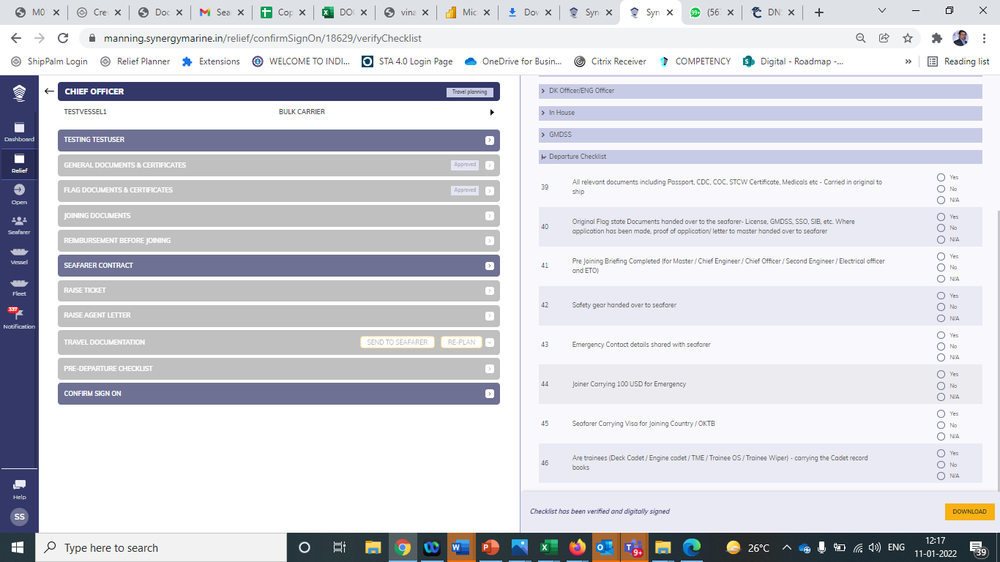 M0
Crev
Doc
Sea
Cop
DOC
vina
Mic
Dov
Syn
Syn
99+
(567
DN
manning.synergymarine.in/relief/confirmSignOn/18629/verifyChecklist
ShipPalm Login
Relief Planner
Extensions
WELCOME TO INDI...
STA 4.0 Login Page
OneDrive for Busin...
Citrix Receiver
COMPETENCY
Digital - Roadmap -...
»
Reading list
Dashboard
Relief
Open
Seafarer
Vessel
Fleet
337
Notification
Help
SS
CHIEF OFFICER
Travel planning
TESTVESSEL1
BULK CARRIER
TESTING TESTUSER
GENERAL DOCUMENTS & CERTIFICATES
Approved
FLAG DOCUMENTS & CERTIFICATES
Approved
JOINING DOCUMENTS
REIMBURSEMENT BEFORE JOINING
SEAFARER CONTRACT
RAISE TICKET
RAISE AGENT LETTER
TRAVEL DOCUMENTATION
SEND TO SEAFARER
RE-PLAN
PRE-DEPARTURE CHECKLIST
CONFIRM SIGN ON
DK Officer/ENG Officer
In House
GMDSS
Departure Checklist
39
All relevant documents including Passport, CDC, COC, STCW Certificate, Medicals etc - Carried in original to
ship
Yes
No
N/A
40
Original Flag state Documents handed over to the seafarer- License, GMDSS, SSO, SIB, etc. Where
application has been made, proof of application/ letter to master handed over to seafarer
Yes
No
N/A
41
Pre Joining Briefing Completed (for Master / Chief Engineer / Chief Officer / Second Engineer / Electrical officer
and ETO)
Yes
No
N/A
42
Safety gear handed over to seafarer
Yes
No
N/A
43
Emergency Contact details shared with seafarer
Yes
No
N/A
44
Joiner Carrying 100 USD for Emergency
Yes
No
N/A
45
Seafarer Carrying Visa for Joining Country / OKTB
Yes
No
N/A
46
Are trainees (Deck Cadet / Engine cadet / TME / Trainee OS / Trainee Wiper) - carrying the Cadet record
books
Yes
No
N/A
Checklist has been verified and digitally signed
DOWNLOAD
Type here to search
9+
26°C
ENG
12:17
11-01-2022
39